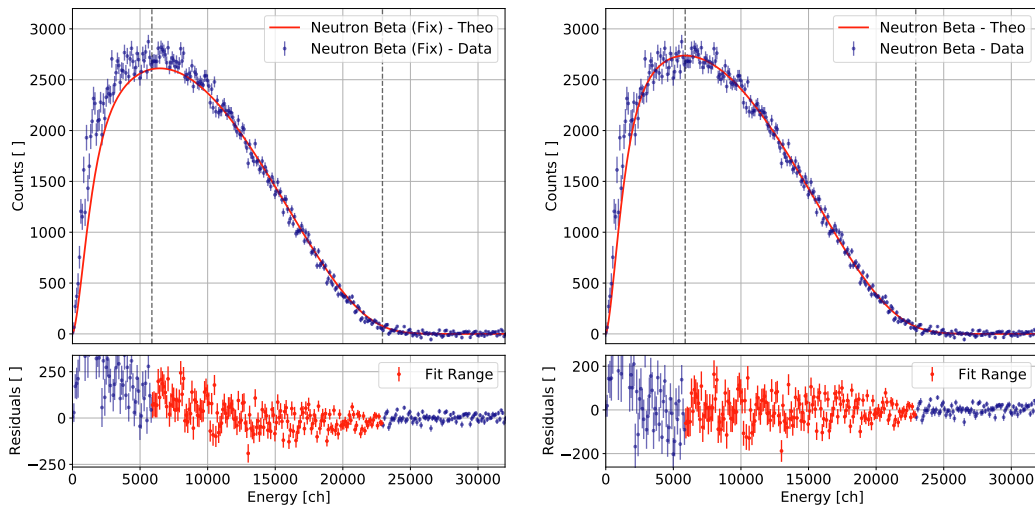 Neutron Beta (Fix) - Theo
Neutron Beta (Fix) - Data
Counts [ ]
3000
2500
2000
1500
1000
500
0
Fit Range
Residuals [ ]
250
0
−250
0 5000 10000 15000 20000 25000 30000
Energy [ch]
Neutron Beta - Theo
Neutron Beta - Data
Counts [ ]
3000
2500
2000
1500
1000
500
0
Fit Range
Residuals [ ]
200
0
−200
0 5000 10000 15000 20000 25000 30000
Energy [ch]